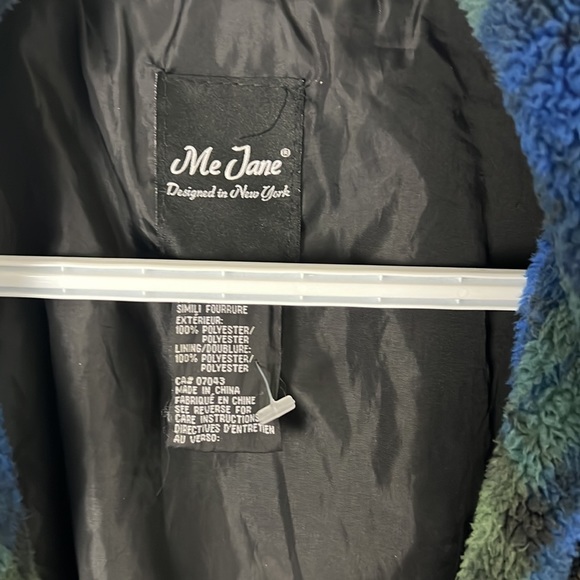 Me Jane®
Designed in New York
SIMILI FOURRURE
EXTÉRIEUR:
100% POLYESTER/
POLYESTER
LINING/DOUBLURE:
100% POLYESTER/
POLYESTER
CA# 07043
MADE IN CHINA
FABRIQUÉ EN CHINE
SEE REVERSE FOR
CARE INSTRUCTIONS
DIRECTIVES D'ENTRETIEN
AU VERSO: